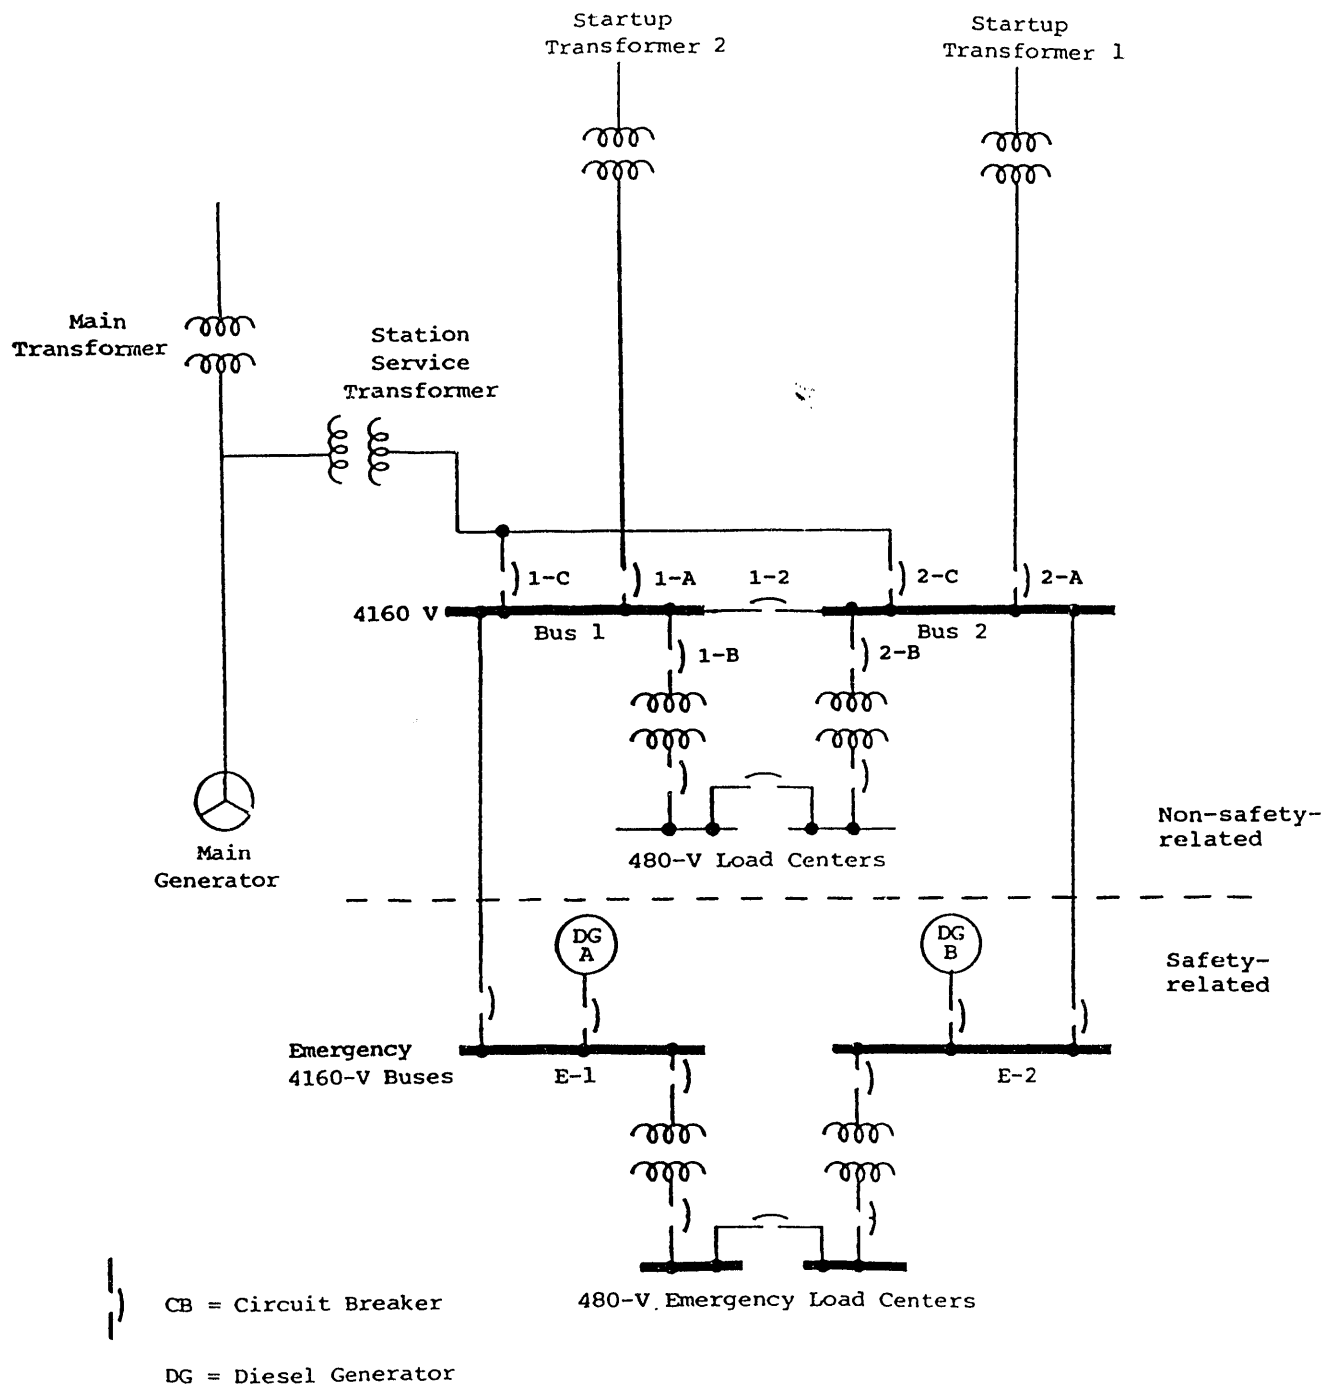 Startup
Transformer 2
Startup
Transformer 1
Main
Transformer
Station
Service
Transformer
1-C
1-A
1-2
2-C
2-A
4160 V
Bus 1
Bus 2
1-B
2-B
Main
Generator
480-V Load Centers
Non-safety-
related
DG
A
DG
B
Safety-
related
Emergency
4160-V Buses
E-1
E-2
480-V Emergency Load Centers
CB = Circuit Breaker
DG = Diesel Generator